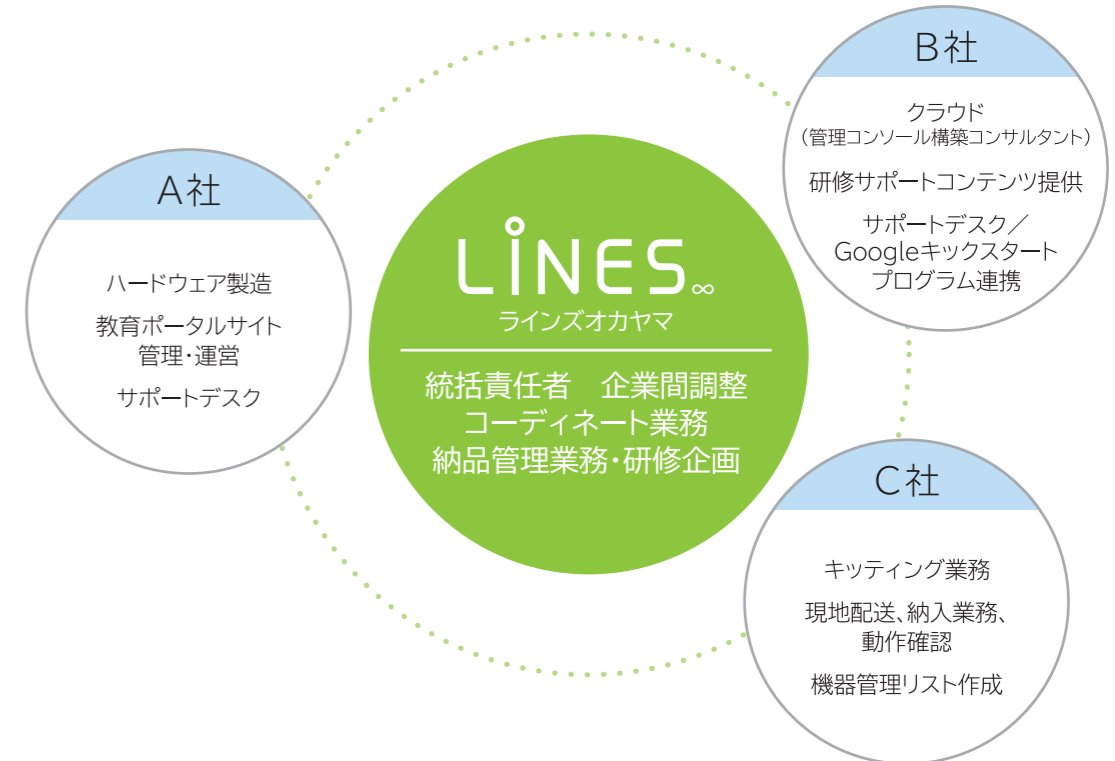 A社
ハードウェア製造
教育ポータルサイト
管理・運営
サポートデスク
LINES∞
ラインズオカヤマ
統括責任者　企業間調整
コーディネート業務
納品管理業務・研修企画
B社
クラウド
（管理コンソール構築コンサルタント）
研修サポートコンテンツ提供
サポートデスク／
Googleキックスタート
プログラム連携
C社
キッティング業務
現地配送、納入業務、
動作確認
機器管理リスト作成